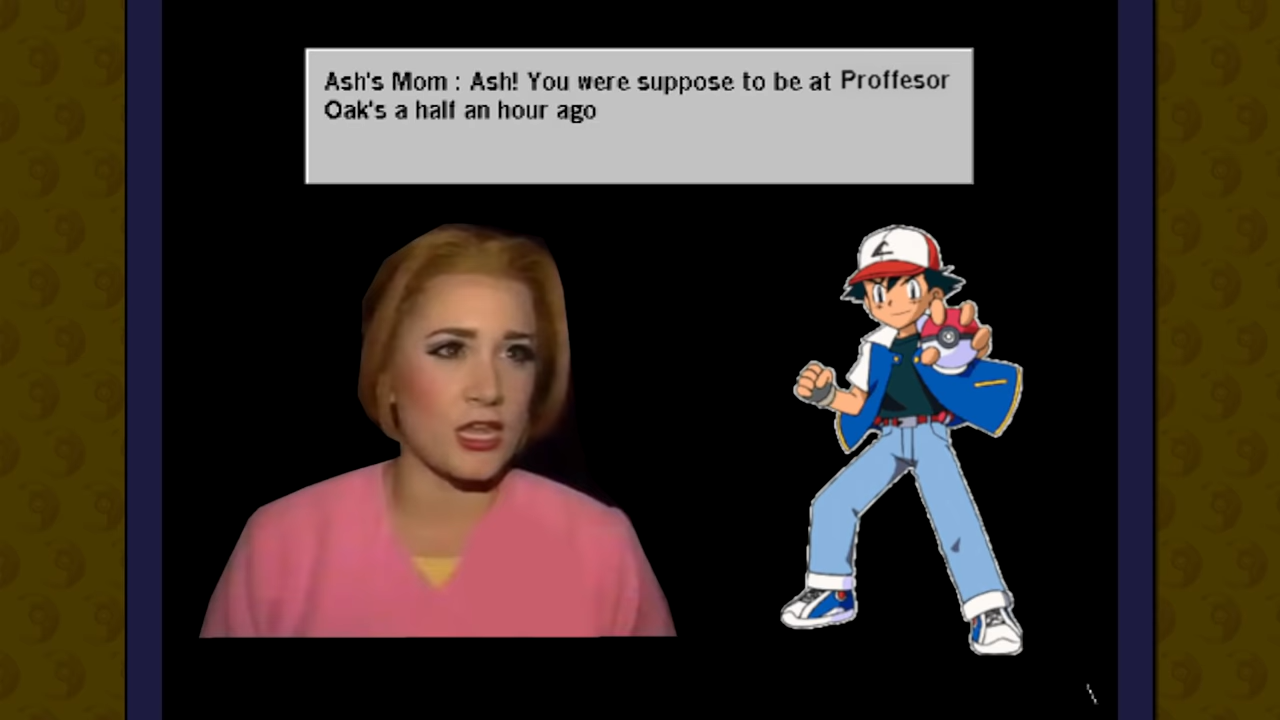 Ash's Mom : Ash! You were suppose to be at Proffesor
Oak's a half an hour ago